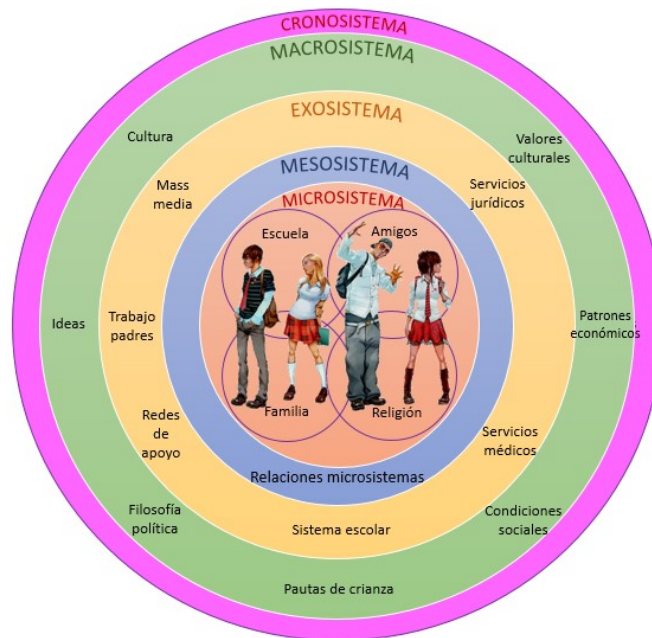 CRONOSISTEMA
MACROSISTEMA
EXOSISTEMA
MESOSISTEMA
MICROSISTEMA
Cultura
Valores
culturales
Mass
media
Servicios
jurídicos
Escuela
Amigos
Ideas
Trabajo
padres
Patrones
económicos
Familia
Religión
Redes
de
apoyo
Servicios
médicos
Relaciones microsistemas
Filosofía
política
Condiciones
sociales
Sistema escolar
Pautas de crianza